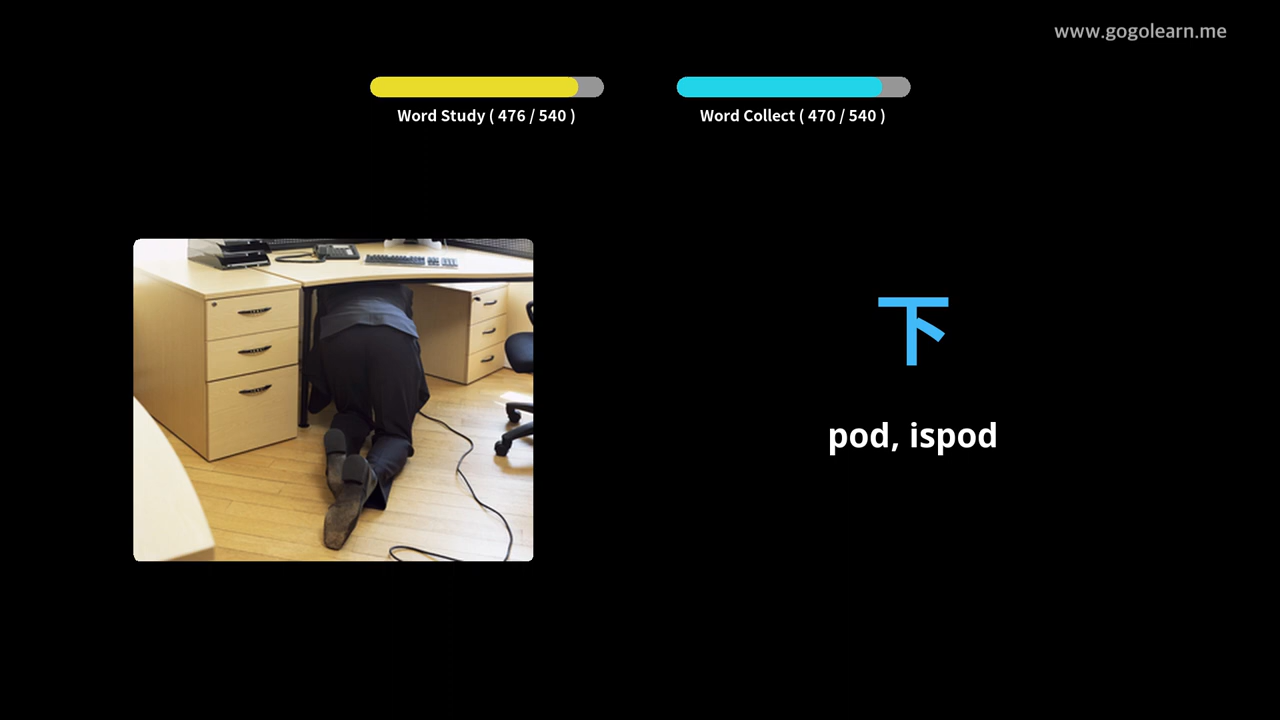 www.gogolearn.me
Word Study ( 476 / 540 )
Word Collect ( 470 / 540 )
下
pod, ispod